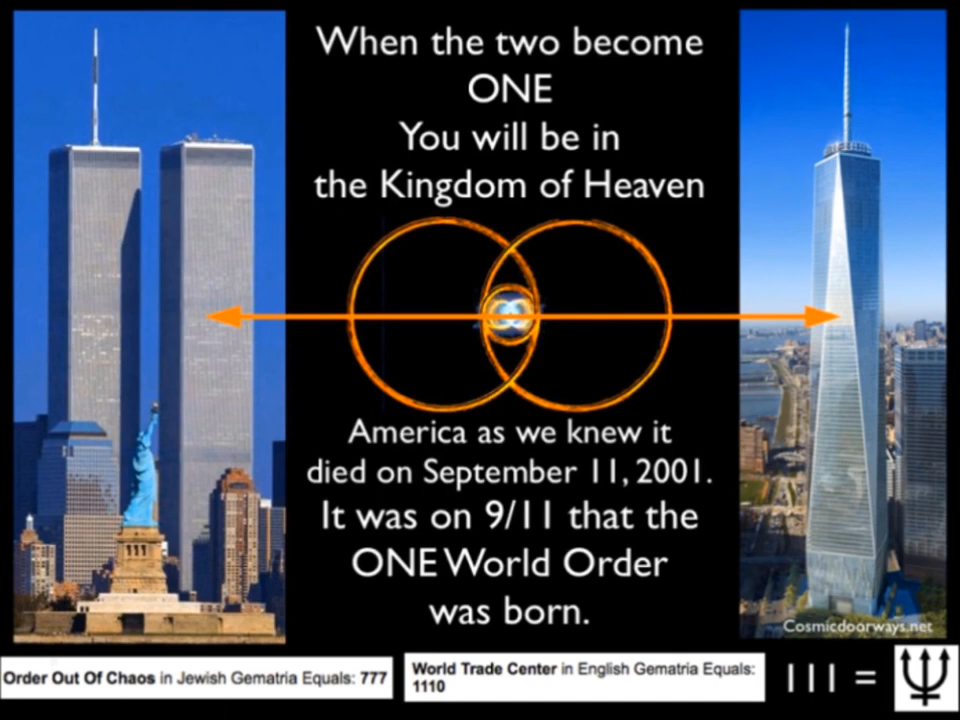 When the two become
ONE
You will be in
the Kingdom of Heaven
America as we knew it
died on September 11, 2001.
It was on 9/11 that the
ONE World Order
was born.
Cosmicdoorways.net
Order Out Of Chaos in Jewish Gematria Equals: 777
World Trade Center in English Gematria Equals:
1110
111 =